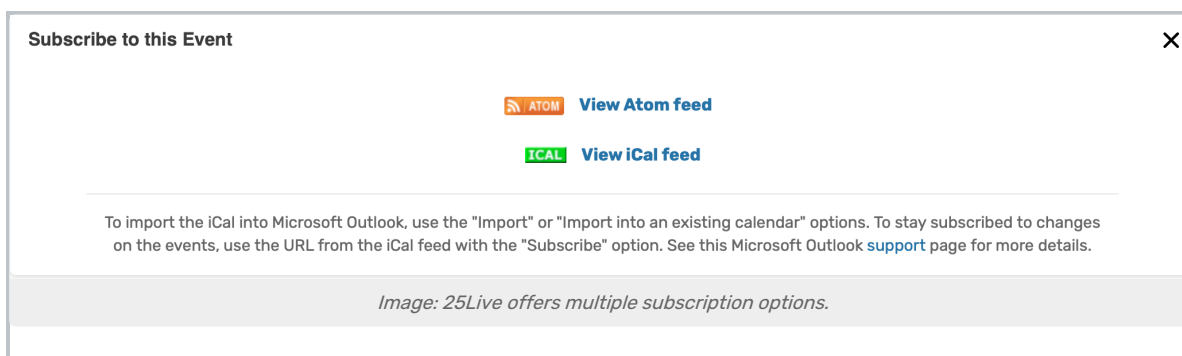 Subscribe to this Event
ATOM View Atom feed
ICAL View iCal feed
To import the iCal into Microsoft Outlook, use the "Import" or "Import into an existing calendar" options. To stay subscribed to changes
on the events, use the URL from the iCal feed with the "Subscribe" option. See this Microsoft Outlook support page for more details.
Image: 25Live offers multiple subscription options.